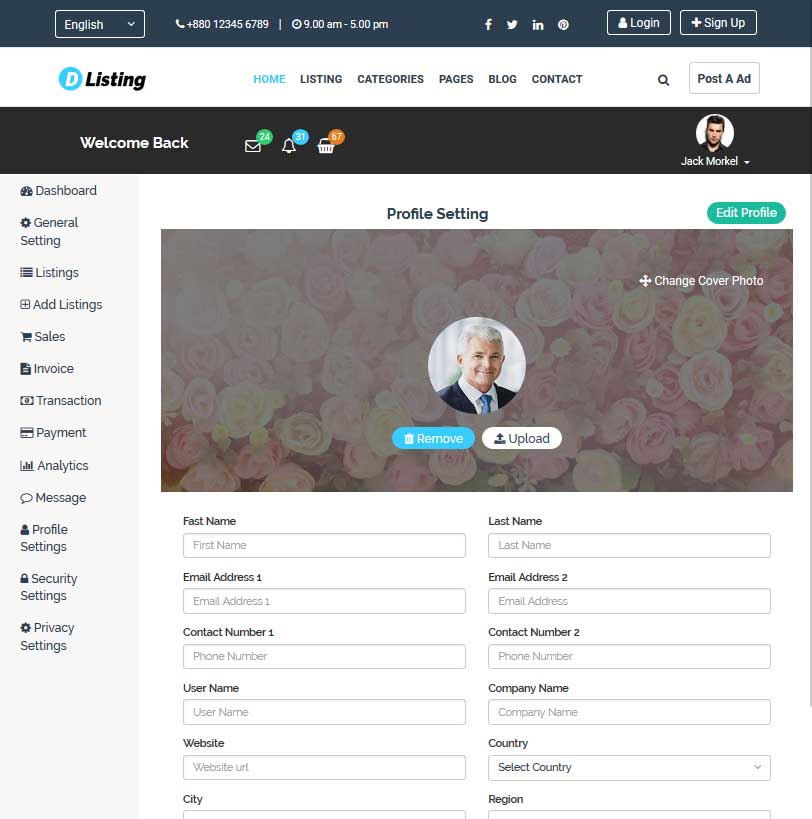 English
+880 12345 6789 | 9.00 am - 5.00 pm
Login
Sign Up
D Listing
HOME LISTING CATEGORIES PAGES BLOG CONTACT
Post A Ad
Welcome Back
24
31
67
Jack Morkel
Dashboard
General
Setting
Listings
Add Listings
Sales
Invoice
Transaction
Payment
Analytics
Message
Profile
Settings
Security
Settings
Privacy
Settings
Profile Setting
Edit Profile
Change Cover Photo
Remove
Upload
Fast Name
First Name
Last Name
Last Name
Email Address 1
Email Address 1
Email Address 2
Email Address
Contact Number 1
Phone Number
Contact Number 2
Phone Number
User Name
User Name
Company Name
Company Name
Website
Website url
Country
Select Country
City
Region